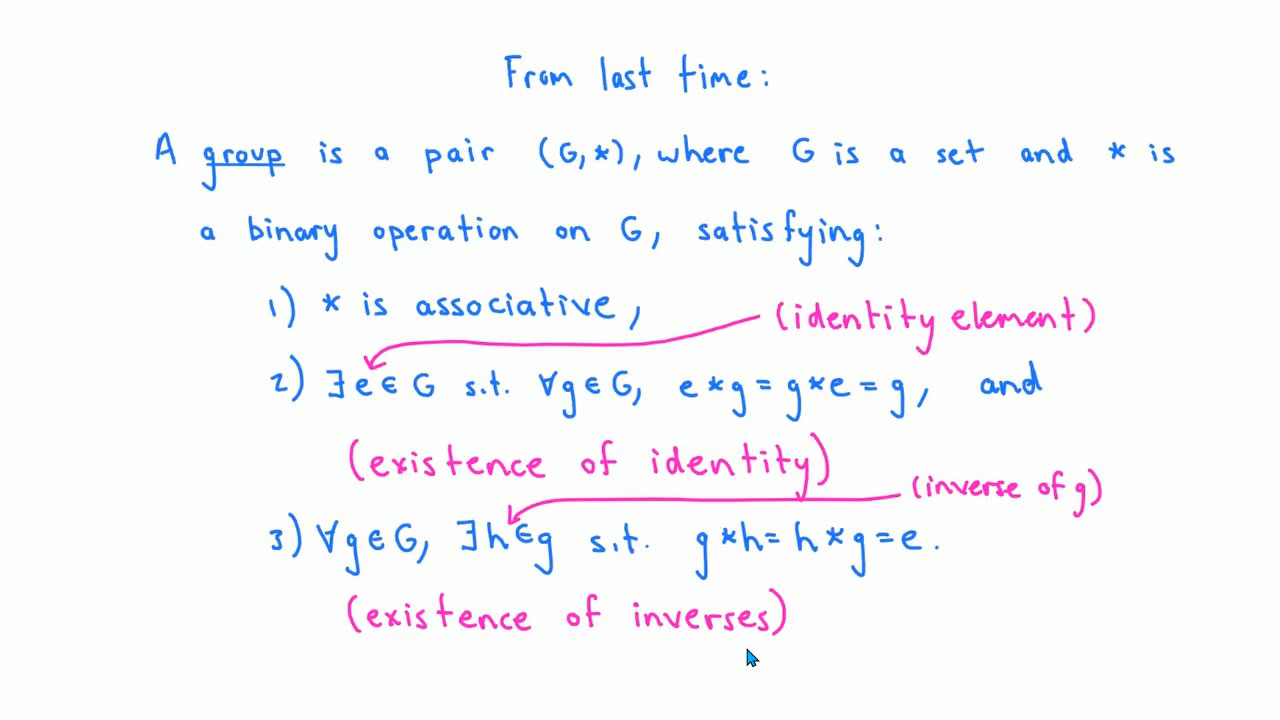 From last time:
A group is a pair (G,*), where G is a set and * is
a binary operation on G, satisfying:
1) * is associative,
(identity element)
2) ∃e∈G s.t. ∀g∈G, e*g=g*e=g, and
(existence of identity)
(inverse of g)
3) ∀g∈G, ∃h∈g s.t. g*h=h*g=e.
(existence of inverses)